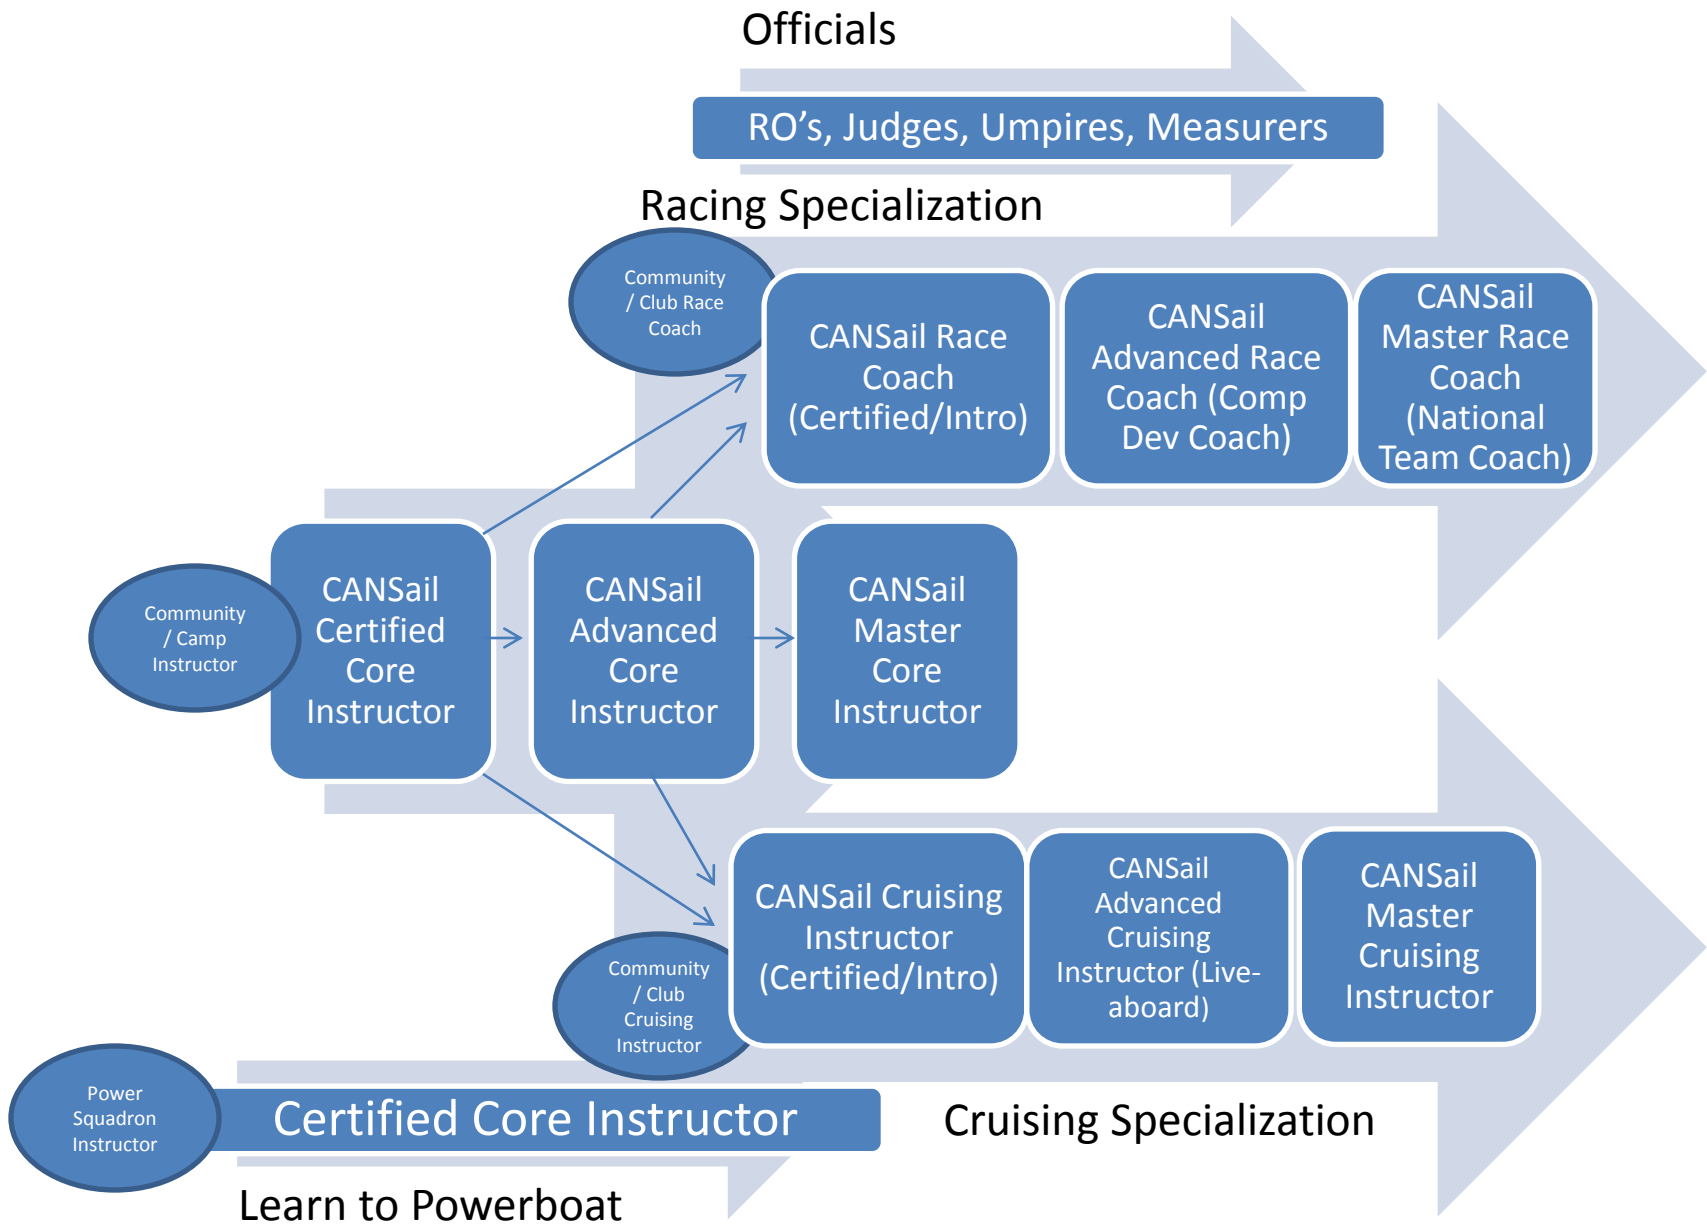 Officials
RO's, Judges, Umpires, Measurers
Racing Specialization
Community
/ Club Race
Coach
CANSail Race
Coach
(Certified/Intro)
CANSail
Advanced Race
Coach (Comp
Dev Coach)
CANSail
Master Race
Coach
(National
Team Coach)
Community
/ Camp
Instructor
CANSail
Certified
Core
Instructor
CANSail
Advanced
Core
Instructor
CANSail
Master
Core
Instructor
Community
/ Club
Cruising
Instructor
CANSail Cruising
Instructor
(Certified/Intro)
CANSail
Advanced
Cruising
Instructor (Live-
aboard)
CANSail
Master
Cruising
Instructor
Power
Squadron
Instructor
Certified Core Instructor
Cruising Specialization
Learn to Powerboat